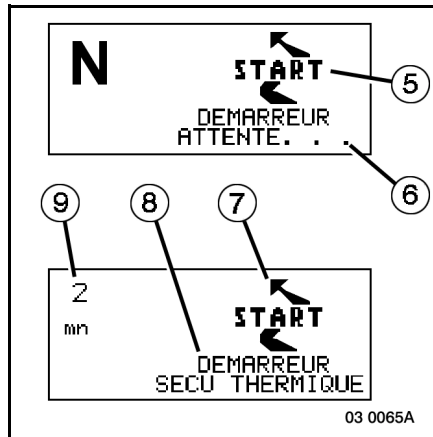 N
START
5
DEMARREUR
ATTENTE. . .
6
9
8
7
2
mn
START
DEMARREUR
SECU THERMIQUE
03 0065A